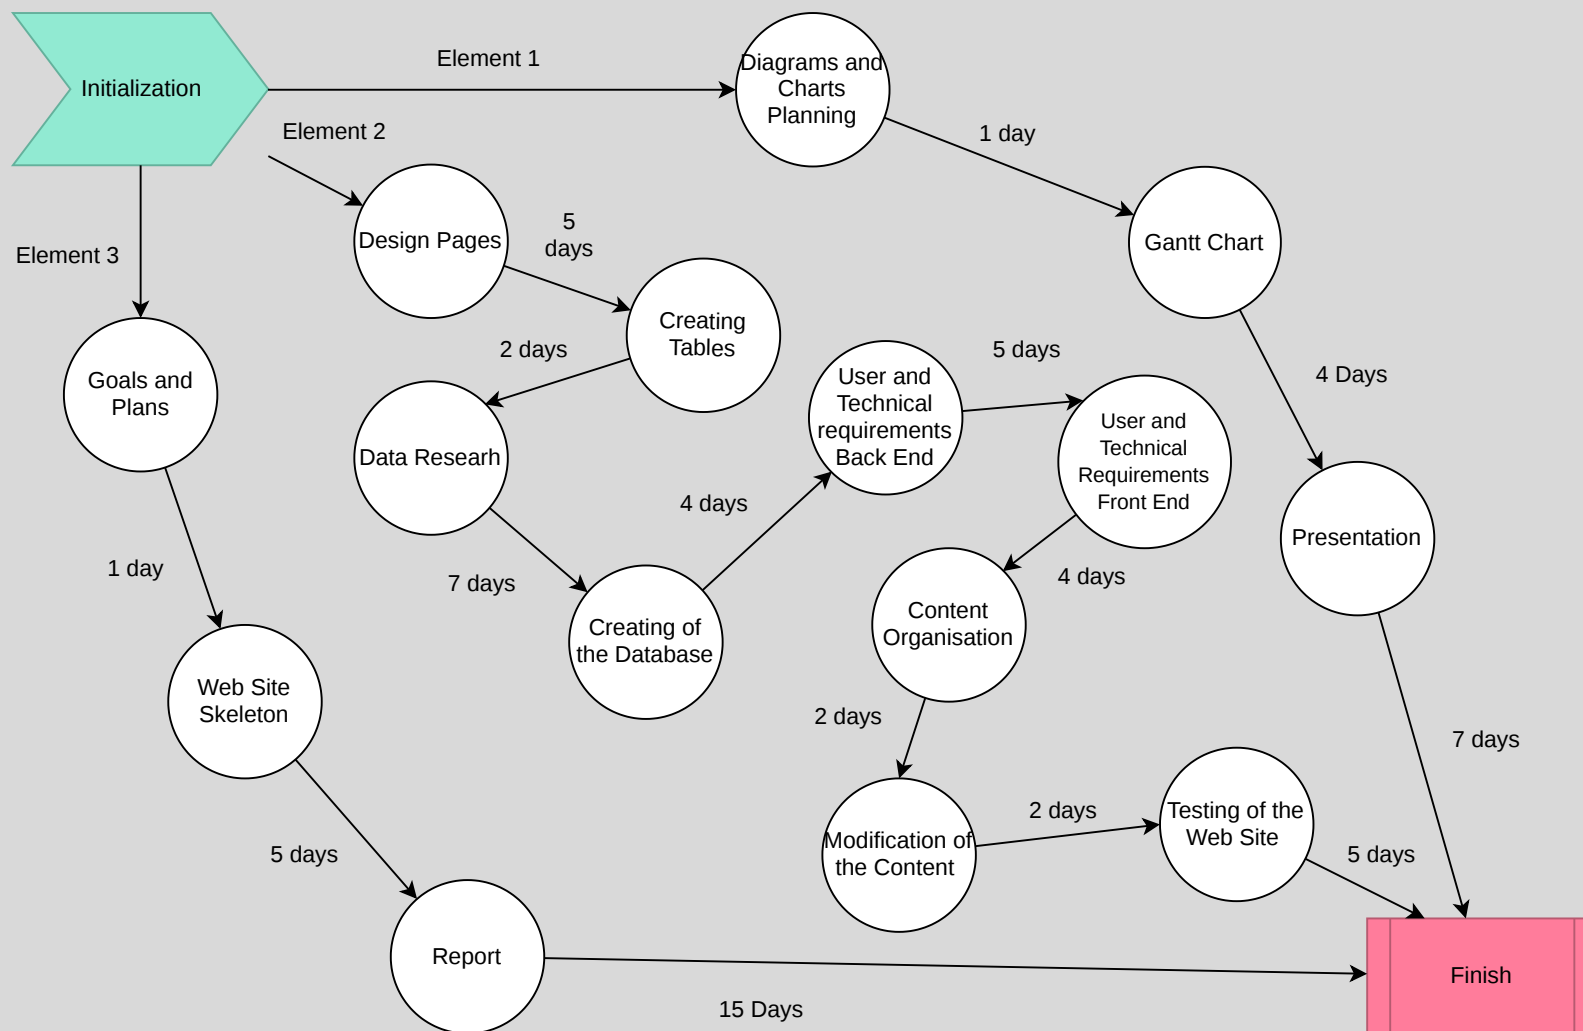 Initialization
Element 1
Diagrams and
Charts
Planning
Element 2
1 day
Design Pages
5
days
Gantt Chart
Element 3
Creating
Tables
2 days
5 days
Goals and
Plans
User and
Technical
requirements
Back End
4 Days
User and
Technical
Requirements
Front End
Data Researh
4 days
Presentation
1 day
7 days
4 days
Content
Organisation
Creating of
the Database
Web Site
Skeleton
2 days
7 days
2 days
Testing of the
Web Site
Modification of
the Content
5 days
5 days
Report
Finish
15 Days